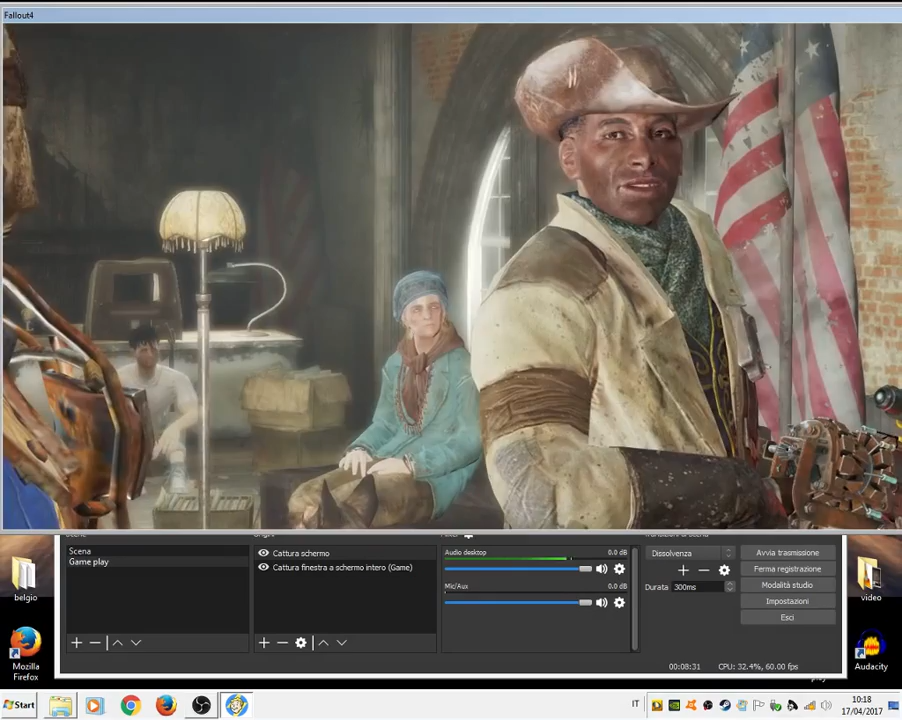 Fallout4
Scena
Game play
Cattura schermo
Cattura finestra a schermo intero (Game)
Audio desktop
0.0 dB
Mic/Aux
0.0 dB
Dissolvenza
Durata
300ms
Avvia trasmissione
Ferma registrazione
Modalità studio
Impostazioni
Esci
00:08:31
CPU: 32.4%, 60.00 fps
belgio
Mozilla
Firefox
video
Audacity
Start
IT
10:18
17/04/2017